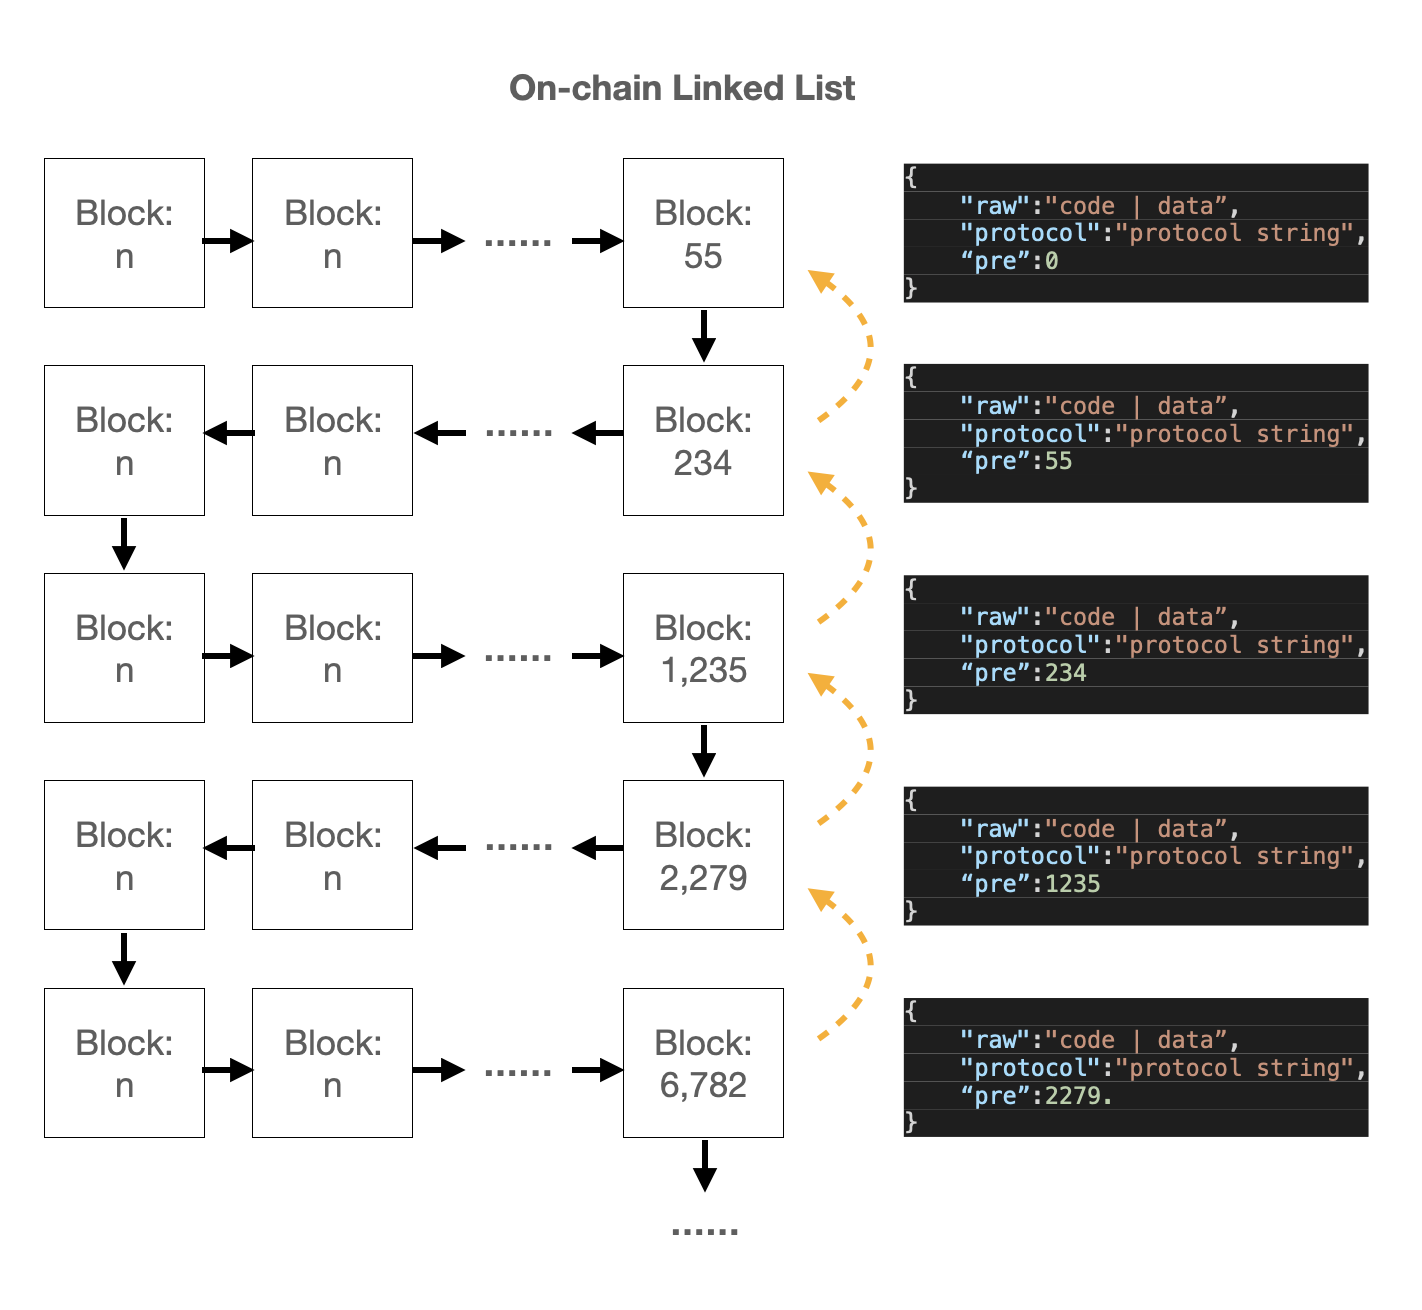 On-chain Linked List
Block:
n
Block:
n
......
Block:
55
{
"raw":"code | data”,
"protocol":"protocol string",
“pre”:0
}
Block:
n
Block:
n
......
Block:
234
{
"raw":"code | data”,
"protocol":"protocol string",
“pre”:55
}
Block:
n
Block:
n
......
Block:
1,235
{
"raw":"code | data”,
"protocol":"protocol string",
“pre”:234
}
Block:
n
Block:
n
......
Block:
2,279
{
"raw":"code | data”,
"protocol":"protocol string",
“pre”:1235
}
Block:
n
Block:
n
......
Block:
6,782
{
"raw":"code | data”,
"protocol":"protocol string",
“pre”:2279.
}
......